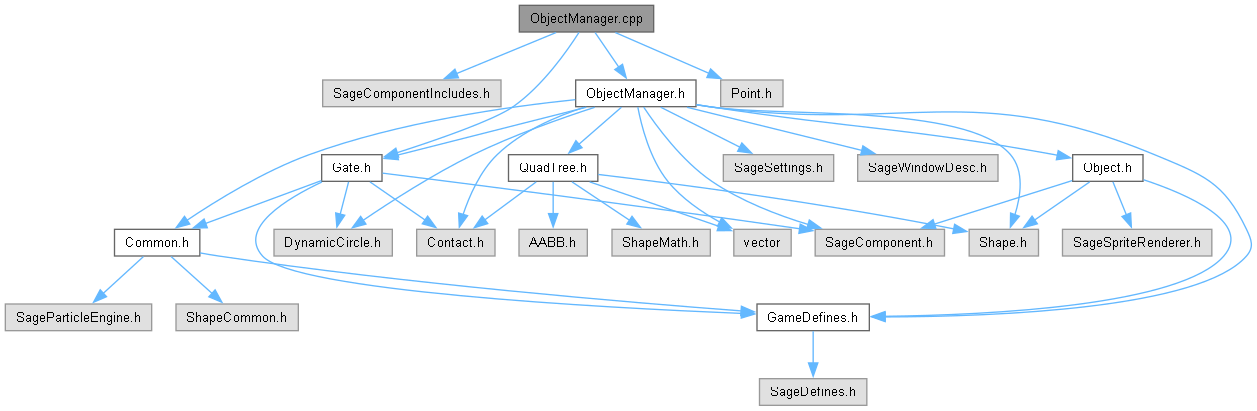 ObjectManager.cpp
SageComponentIncludes.h
ObjectManager.h
Point.h
Gate.h
QuadTree.h
SageSettings.h
SageWindowDesc.h
Object.h
Common.h
DynamicCircle.h
Contact.h
AABB.h
ShapeMath.h
vector
SageComponent.h
Shape.h
SageSpriteRenderer.h
SageParticleEngine.h
ShapeCommon.h
GameDefines.h
SageDefines.h